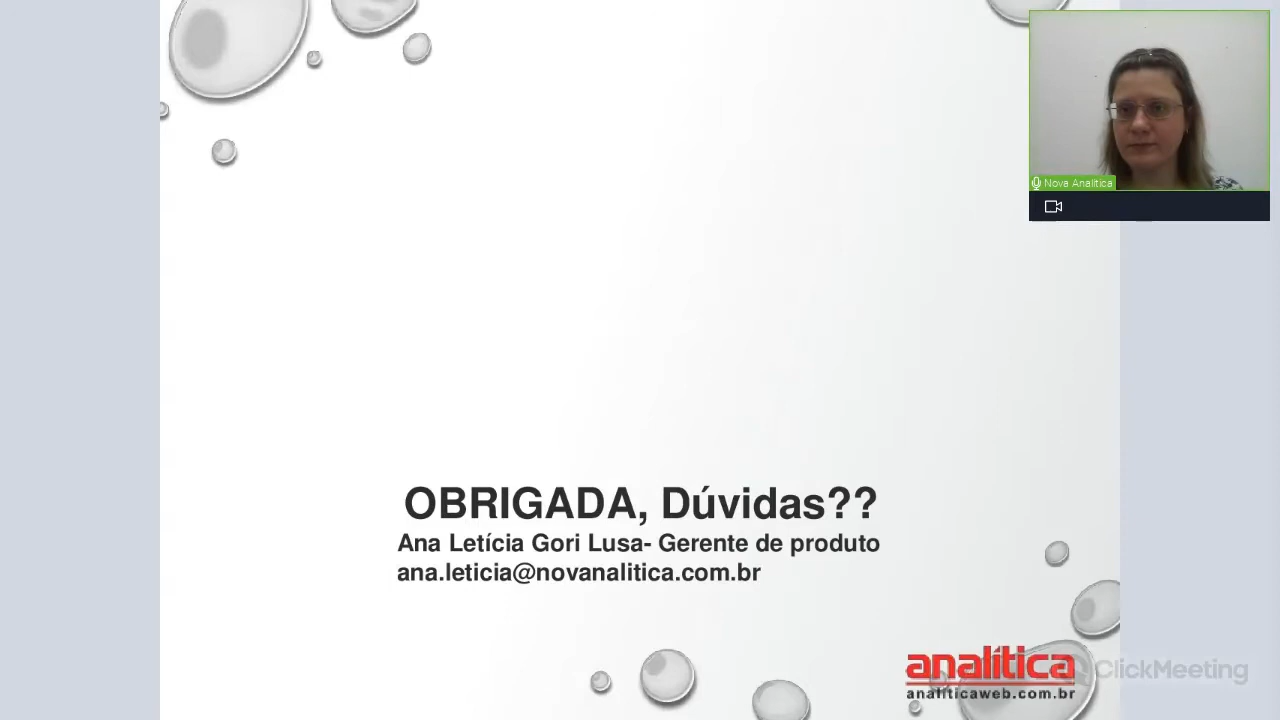 Nova Analitica
OBRIGADA, Dúvidas??
Ana Letícia Gori Lusa- Gerente de produto
ana.leticia@novanalitica.com.br
analítica
analiticaweb.com.br
ClickMeeting